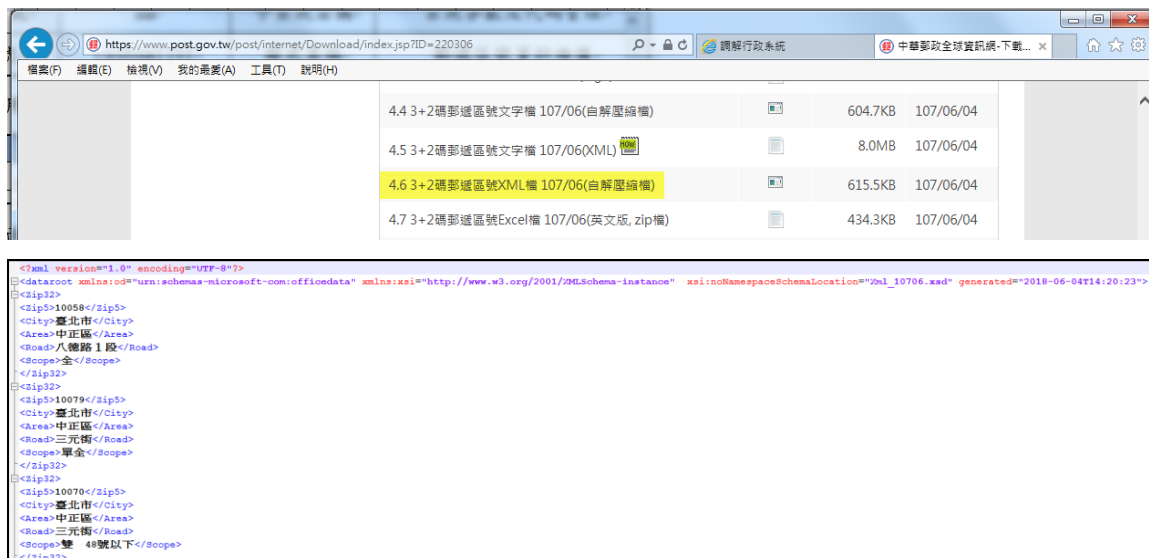 https://www.post.gov.tw/post/internet/Download/index.jsp?ID=220306
調解行政系統
中華郵政全球資訊網-下載...
檔案(F) 編輯(E) 檢視(V) 我的最愛(A) 工具(T) 說明(H)
4.4 3+2碼郵遞區號文字檔 107/06(自解壓縮檔) 604.7KB 107/06/04
4.5 3+2碼郵遞區號文字檔 107/06(XML) HOW 8.0MB 107/06/04
4.6 3+2碼郵遞區號XML檔 107/06(自解壓縮檔) 615.5KB 107/06/04
4.7 3+2碼郵遞區號Excel檔 107/06(英文版, zip檔) 434.3KB 107/06/04
<?xml version="1.0" encoding="UTF-8"?>
<dataroot xmlns:od="urn:schemas-microsoft-com:officedata" xmlns:xsi="http://www.w3.org/2001/XMLSchema-instance" xsi:noNamespaceSchemaLocation="Xml_10706.xsd" generated="2018-06-04T14:20:23">
<Zip32>
<Zip5>10058</Zip5>
<City>臺北市</City>
<Area>中正區</Area>
<Road>八德路１段</Road>
<Scope>全</Scope>
</Zip32>
<Zip32>
<Zip5>10079</Zip5>
<City>臺北市</City>
<Area>中正區</Area>
<Road>三元街</Road>
<Scope>單全</Scope>
</Zip32>
<Zip32>
<Zip5>10070</Zip5>
<City>臺北市</City>
<Area>中正區</Area>
<Road>三元街</Road>
<Scope>雙　48號以下</Scope>
</Zip32>